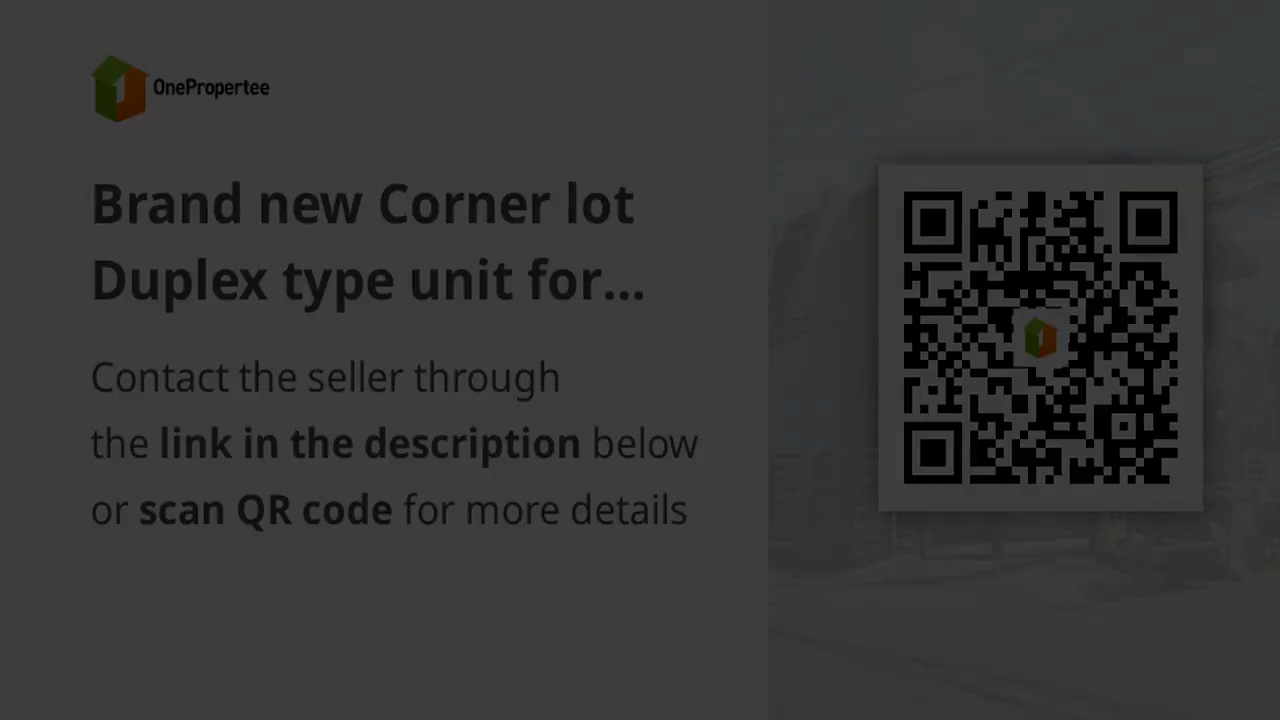 OnePropertee
Brand new Corner lot
Duplex type unit for...
Contact the seller through
the link in the description below
or scan QR code for more details